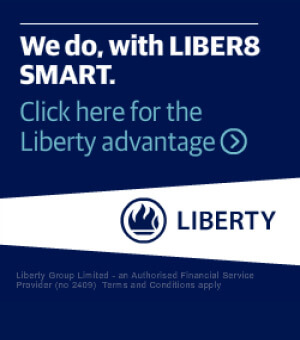 We do, with LIBER8
SMART.
Click here for the
Liberty advantage
LIBERTY
Liberty Group Limited - an Authorised Financial Service
Provider (no 2409) Terms and Conditions apply